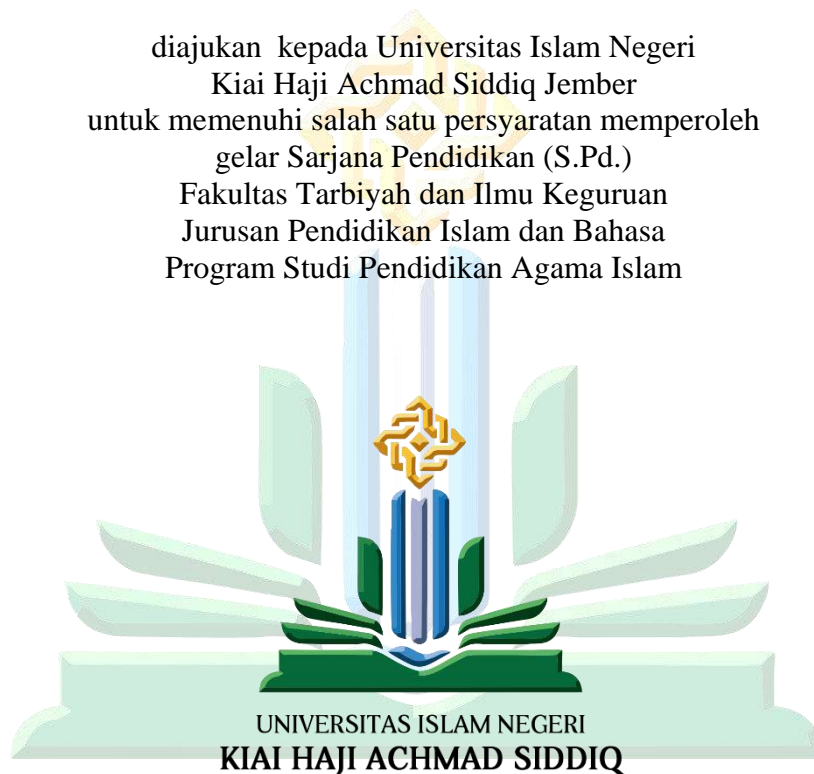 diajukan kepada Universitas Islam Negeri
Kiai Haji Achmad Siddiq Jember
untuk memenuhi salah satu persyaratan memperoleh
gelar Sarjana Pendidikan (S.Pd.)
Fakultas Tarbiyah dan Ilmu Keguruan
Jurusan Pendidikan Islam dan Bahasa
Program Studi Pendidikan Agama Islam
UNIVERSITAS ISLAM NEGERI
KIAI HAJI ACHMAD SIDDIQ